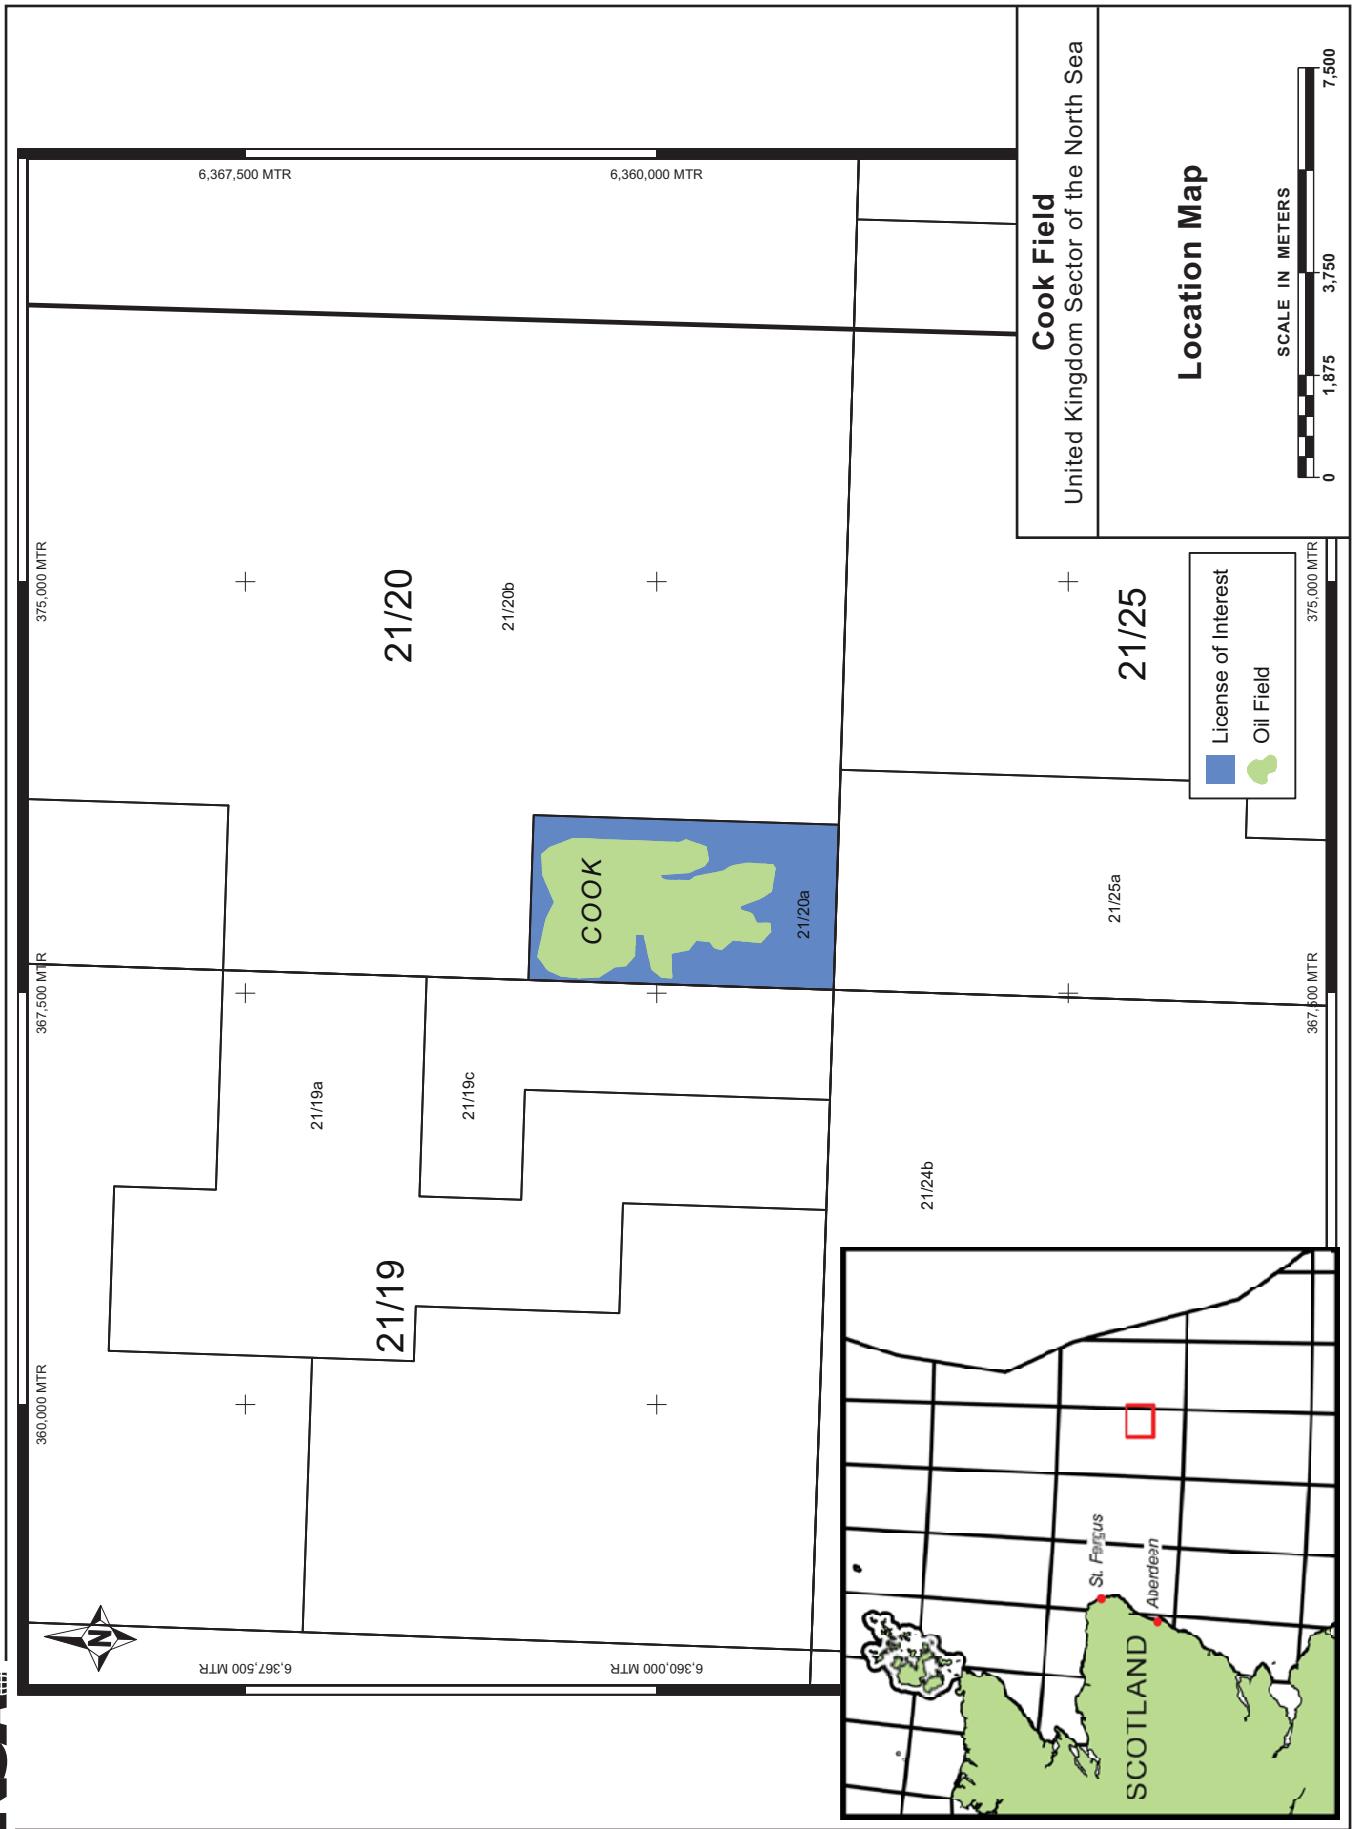 360,000 MTR
367,500 MTR
375,000 MTR
6,367,500 MTR
6,367,500 MTR
6,360,000 MTR
6,360,000 MTR
N
21/19
21/19a
21/19c
21/20
21/20b
COOK
21/20a
21/24b
21/25a
21/25
367,500 MTR
375,000 MTR
SCOTLAND
St. Fergus
Aberdeen
License of Interest
Oil Field
Cook Field
United Kingdom Sector of the North Sea
Location Map
SCALE IN METERS
0 1,875 3,750 7,500